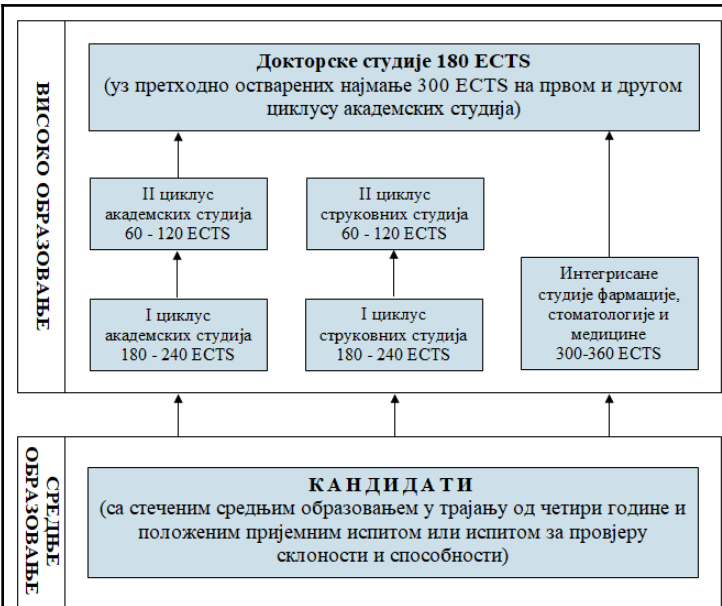 ВИСОКО ОБРАЗОВАЊЕ
Докторске студије 180 ECTS
(уз претходно остварених најмање 300 ECTS на првом и другом
циклусу академских студија)
II циклус
академских студија
60 - 120 ECTS
II циклус
струковних студија
60 - 120 ECTS
I циклус
академских студија
180 - 240 ECTS
I циклус
струковних студија
180 - 240 ECTS
Интегрисане
студије фармације,
стоматологије и
медицине
300-360 ECTS
СРЕДЊЕ
ОБРАЗОВАЊЕ
К А Н Д И Д А Т И
(са стеченим средњим образовањем у трајању од четири године и
положеним пријемним испитом или испитом за провјеру
склоности и способности)